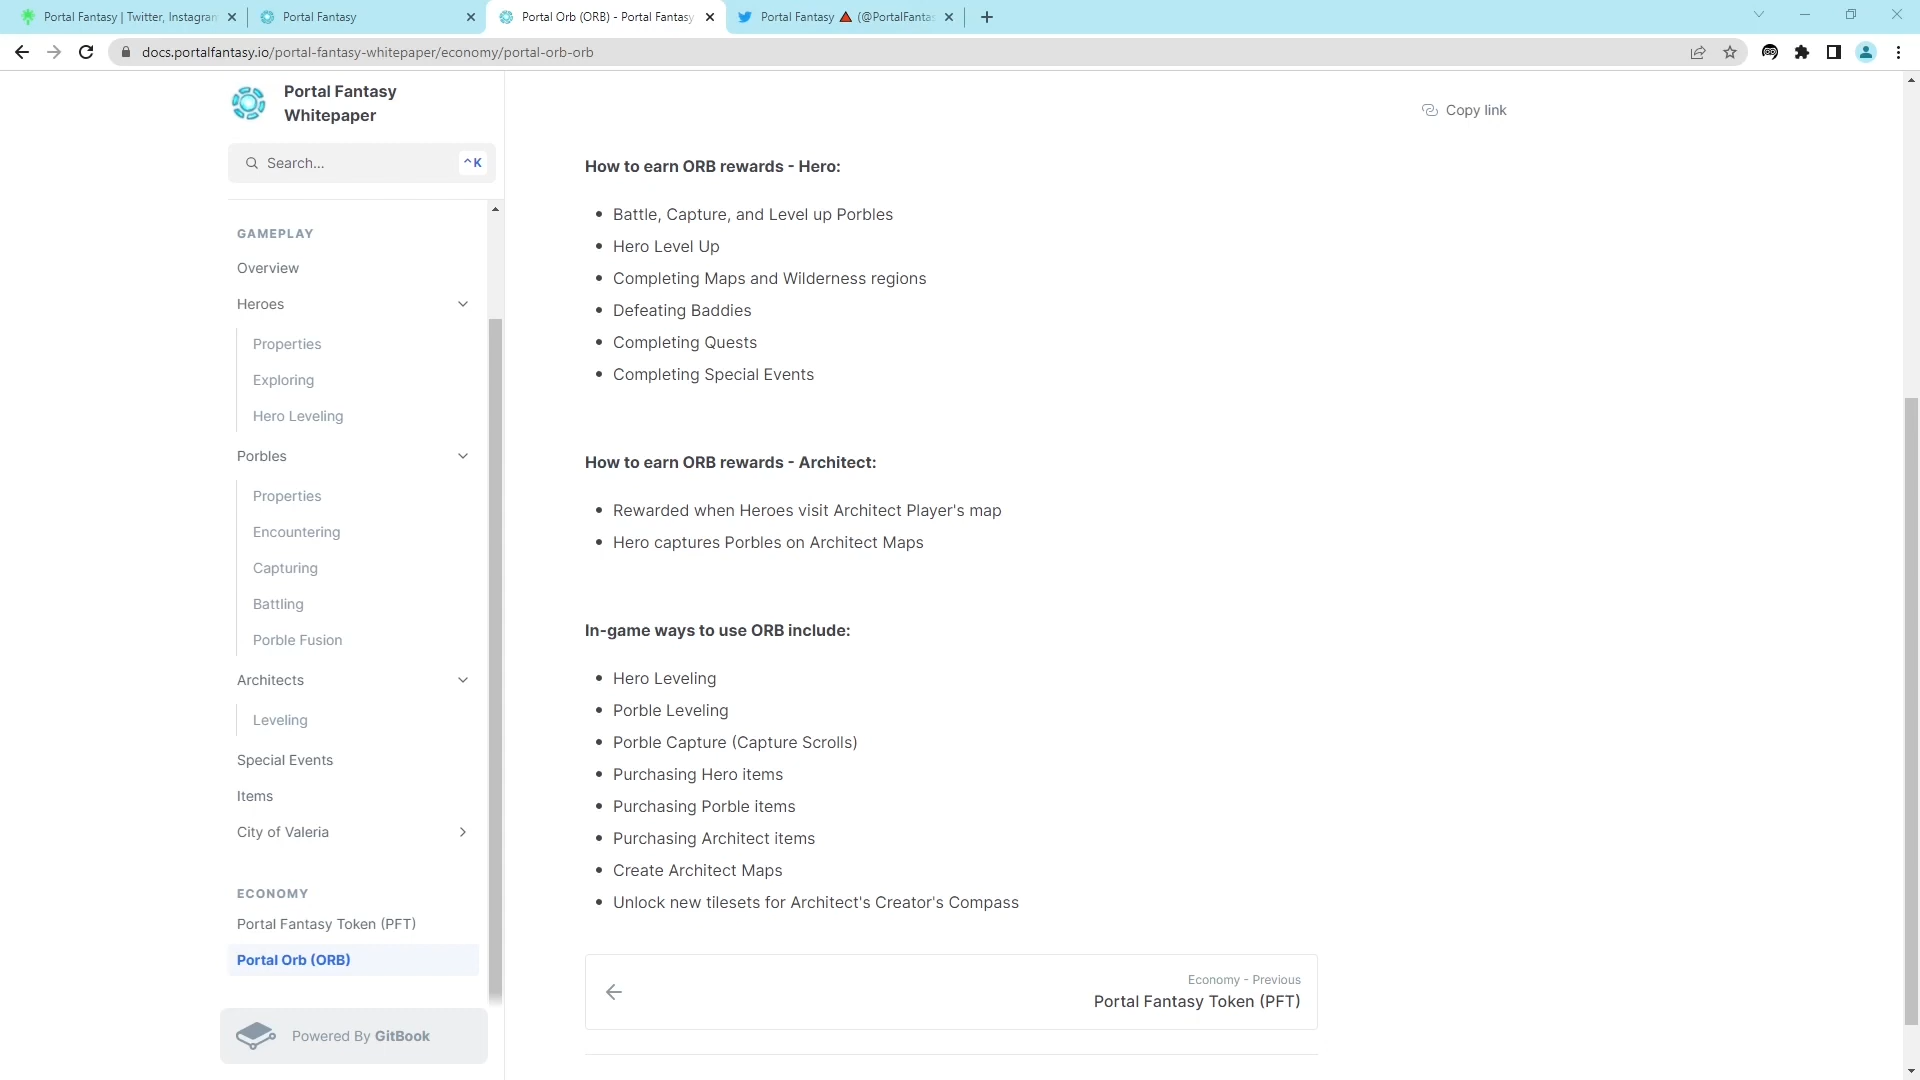 Portal Fantasy | Twitter, Instagram
Portal Fantasy
Portal Orb (ORB) - Portal Fantasy
Portal Fantasy 🔺 (@PortalFantas
docs.portalfantasy.io/portal-fantasy-whitepaper/economy/portal-orb-orb
Portal Fantasy
Whitepaper
Search...
^K
GAMEPLAY
Overview
Heroes
Properties
Exploring
Hero Leveling
Porbles
Properties
Encountering
Capturing
Battling
Porble Fusion
Architects
Leveling
Special Events
Items
City of Valeria
ECONOMY
Portal Fantasy Token (PFT)
Portal Orb (ORB)
Powered By GitBook
Copy link
How to earn ORB rewards - Hero:
• Battle, Capture, and Level up Porbles
• Hero Level Up
• Completing Maps and Wilderness regions
• Defeating Baddies
• Completing Quests
• Completing Special Events
How to earn ORB rewards - Architect:
• Rewarded when Heroes visit Architect Player's map
• Hero captures Porbles on Architect Maps
In-game ways to use ORB include:
• Hero Leveling
• Porble Leveling
• Porble Capture (Capture Scrolls)
• Purchasing Hero items
• Purchasing Porble items
• Purchasing Architect items
• Create Architect Maps
• Unlock new tilesets for Architect's Creator's Compass
Economy - Previous
Portal Fantasy Token (PFT)